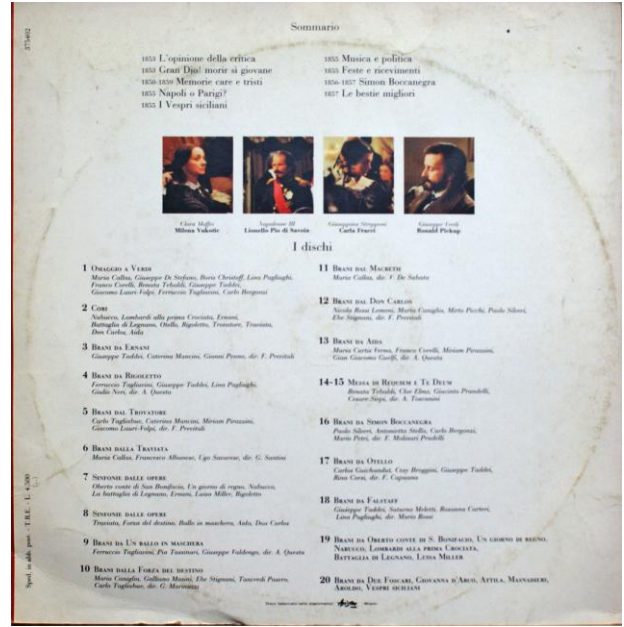 Sommario
1853 L'opinione della critica
1853 Gran Dio! morir sì giovane
1850-1859 Memorie care e tristi
1855 Napoli o Parigi?
1855 I Vespri siciliani
1855 Musica e politica
1855 Feste e ricevimenti
1856-1857 Simon Boccanegra
1857 Le bestie migliori
Clara Maffei
Milena Vukotic
Napoleone III
Lionello Pio di Savoia
Giuseppina Strepponi
Carla Fracci
Giuseppe Verdi
Ronald Pickup
I dischi
1 Omaggio a Verdi
Maria Callas, Giuseppe Di Stefano, Boris Christoff, Lina Pagliughi,
Franco Corelli, Renata Tebaldi, Giuseppe Taddei,
Giacomo Lauri-Volpi, Ferruccio Tagliavini, Carlo Bergonzi
2 Cori
Nabucco, Lombardi alla prima Crociata, Ernani,
Battaglia di Legnano, Otello, Rigoletto, Trovatore, Traviata,
Don Carlos, Aida
3 Brani da Ernani
Giuseppe Taddei, Caterina Mancini, Gianni Penno, dir. F. Previtali
4 Brani da Rigoletto
Ferruccio Tagliavini, Giuseppe Taddei, Lina Pagliughi,
Giulio Neri, dir. A. Questa
5 Brani dal Trovatore
Carlo Tagliabue, Caterina Mancini, Miriam Pirazzini,
Giacomo Lauri-Volpi, dir. F. Previtali
6 Brani dalla Traviata
Maria Callas, Francesco Albanese, Ugo Savarese, dir. G. Santini
7 Sinfonie dalle opere
Oberto conte di San Bonifacio, Un giorno di regno, Nabucco,
La battaglia di Legnano, Ernani, Luisa Miller, Rigoletto
8 Sinfonie dalle opere
Traviata, Forza del destino, Ballo in maschera, Aida, Don Carlos
9 Brani da Un ballo in maschera
Ferruccio Tagliavini, Pia Tassinari, Giuseppe Valdengo, dir. A. Questa
10 Brani dalla Forza del destino
Maria Caniglia, Galliano Masini, Ebe Stignani, Tancredi Pasero,
Carlo Tagliabue, dir. G. Marinuzzi
11 Brani dal Macbeth
Maria Callas, dir. V. De Sabata
12 Brani dal Don Carlos
Nicola Rossi Lemeni, Maria Caniglia, Mirto Picchi, Paolo Silveri,
Ebe Stignani, dir. F. Previtali
13 Brani da Aida
Maria Curtis Verna, Franco Corelli, Miriam Pirazzini,
Gian Giacomo Guelfi, dir. A. Questa
14-15 Messa di Requiem e Te Deum
Renata Tebaldi, Cloe Elmo, Giacinto Prandelli,
Cesare Siepi, dir. A. Toscanini
16 Brani da Simon Boccanegra
Paolo Silveri, Antonietta Stella, Carlo Bergonzi,
Mario Petri, dir. F. Molinari Pradelli
17 Brani da Otello
Carlos Guichandut, Cesy Broggini, Giuseppe Taddei,
Rina Corsi, dir. F. Capuana
18 Brani da Falstaff
Giuseppe Taddei, Saturno Meletti, Rosanna Carteri,
Lina Pagliughi, dir. Mario Rossi
19 Brani da Oberto conte di S. Bonifacio, Un giorno di regno,
Nabucco, Lombardi alla prima Crociata,
Battaglia di Legnano, Luisa Miller
20 Brani da Due Foscari, Giovanna d'Arco, Attila, Masnadieri,
Aroldo, Vespri siciliani
Sped. in abb. post. - T.R.E. - L. 4.500